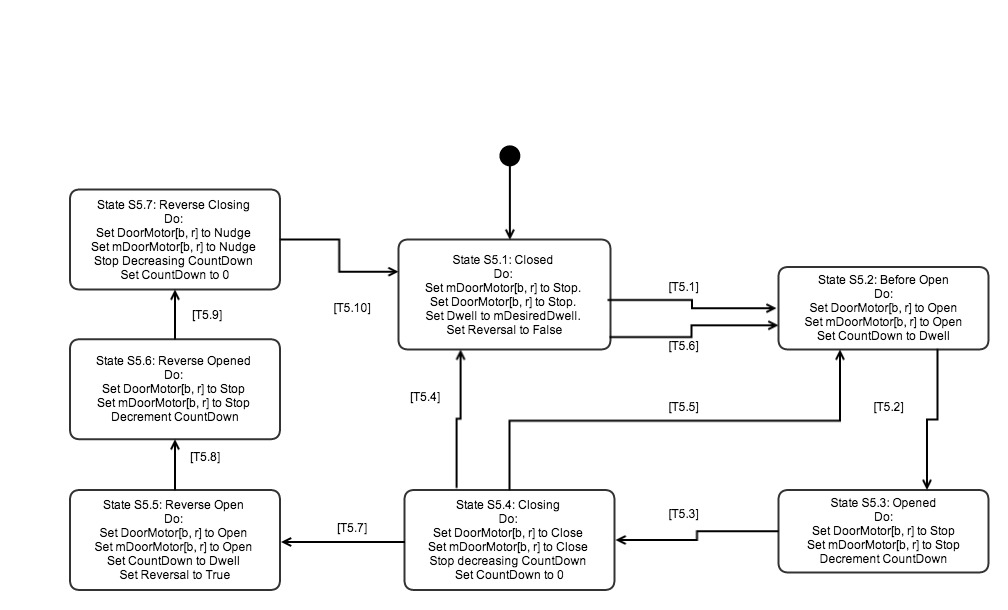 State S5.7: Reverse Closing
Do:
Set DoorMotor[b, r] to Nudge
Set mDoorMotor[b, r] to Nudge
Stop Decreasing CountDown
Set CountDown to 0
State S5.1: Closed
Do:
Set mDoorMotor[b, r] to Stop.
Set DoorMotor[b, r] to Stop.
Set Dwell to mDesiredDwell.
Set Reversal to False
State S5.2: Before Open
Do:
Set DoorMotor[b, r] to Open
Set mDoorMotor[b, r] to Open
Set CountDown to Dwell
[T5.1]
[T5.10]
[T5.9]
[T5.6]
State S5.6: Reverse Opened
Do:
Set DoorMotor[b, r] to Stop
Set mDoorMotor[b, r] to Stop
Decrement CountDown
[T5.4]
[T5.5]
[T5.2]
[T5.8]
State S5.5: Reverse Open
Do:
Set DoorMotor[b, r] to Open
Set mDoorMotor[b, r] to Open
Set CountDown to Dwell
Set Reversal to True
[T5.7]
State S5.4: Closing
Do:
Set DoorMotor[b, r] to Close
Set mDoorMotor[b, r] to Close
Stop decreasing CountDown
Set CountDown to 0
[T5.3]
State S5.3: Opened
Do:
Set DoorMotor[b, r] to Stop
Set mDoorMotor[b, r] to Stop
Decrement CountDown